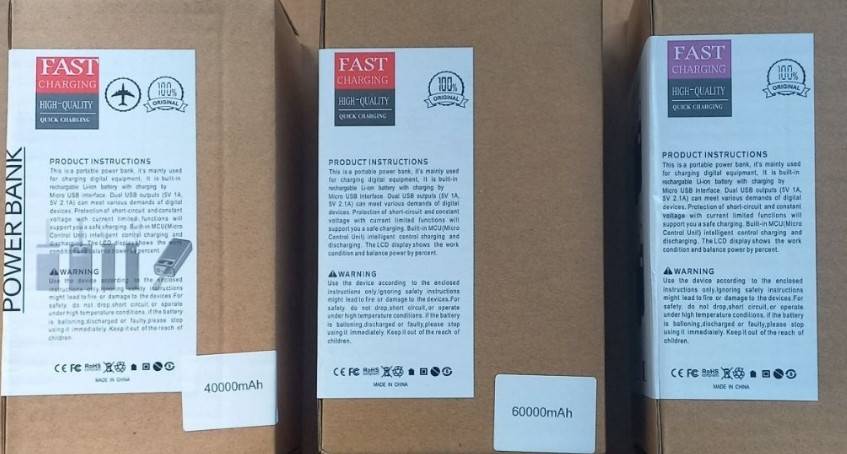 POWER BANK
FAST
CHARGING
HIGH-QUALITY
QUICK CHARGING
100%
ORIGINAL
PRODUCT INSTRUCTIONS
This is a portable power bank, it's mainly used
for charging digital equipment, It is built-in
rechargable Li-ion battery with charging by
Micro USB Interface. Dual USB outputs (5V 1A,
5V 2.1A) can meet various demands of digital
devices. Protection of short-circuit and constant
voltage with current limited functions will
support you a safe charging. Built-in MCU(Micro
Control Unit) intelligent control charging and
discharging. The LCD display shows the work
condition and balance power by percent.
WARNING
Use the device according to the enclosed
instructions only,Ignoring safety instructions
might lead to fire or damage to the devices.For
safety do not drop,short circuit, or operate
under high temperature conditions. if the battery
is balloning,discharged or faulty,please stop
using it immediately. Keep it out of the reach of
children.
CE FC RoHS
MADE IN CHINA
40000mAh
FAST
CHARGING
HIGH-QUALITY
QUICK CHARGING
100%
ORIGINAL
PRODUCT INSTRUCTIONS
This is a portable power bank, it's mainly used
for charging digital equipment, It is built-in
rechargable Li-ion battery with charging by
Micro USB Interface. Dual USB outputs (5V 1A,
5V 2.1A) can meet various demands of digital
devices. Protection of short-circuit and constant
voltage with current limited functions will
support you a safe charging. Built-in MCU(Micro
Control Unit) intelligent control charging and
discharging. The LCD display shows the work
condition and balance power by percent.
WARNING
Use the device according to the enclosed
instructions only,Ignoring safety instructions
might lead to fire or damage to the devices.For
safety do not drop,short circuit, or operate
under high temperature conditions. if the battery
is balloning,discharged or faulty,please stop
using it immediately. Keep it out of the reach of
children.
CE FC RoHS
MADE IN CHINA
60000mAh
FAST
CHARGING
HIGH-QUALITY
QUICK CHARGING
100%
ORIGINAL
PRODUCT INSTRUCTIONS
This is a portable power bank, it's mainly used
for charging digital equipment, It is built-in
rechargable Li-ion battery with charging by
Micro USB Interface. Dual USB outputs (5V 1A,
5V 2.1A) can meet various demands of digital
devices. Protection of short-circuit and constant
voltage with current limited functions will
support you a safe charging. Built-in MCU(Micro
Control Unit) intelligent control charging and
discharging. The LCD display shows the work
condition and balance power by percent.
WARNING
Use the device according to the enclosed
instructions only,Ignoring safety instructions
might lead to fire or damage to the devices.For
safety do not drop,short circuit, or operate
under high temperature conditions. if the battery
is balloning,discharged or faulty,please stop
using it immediately. Keep it out of the reach of
children.
CE FC RoHS
MADE IN CHINA